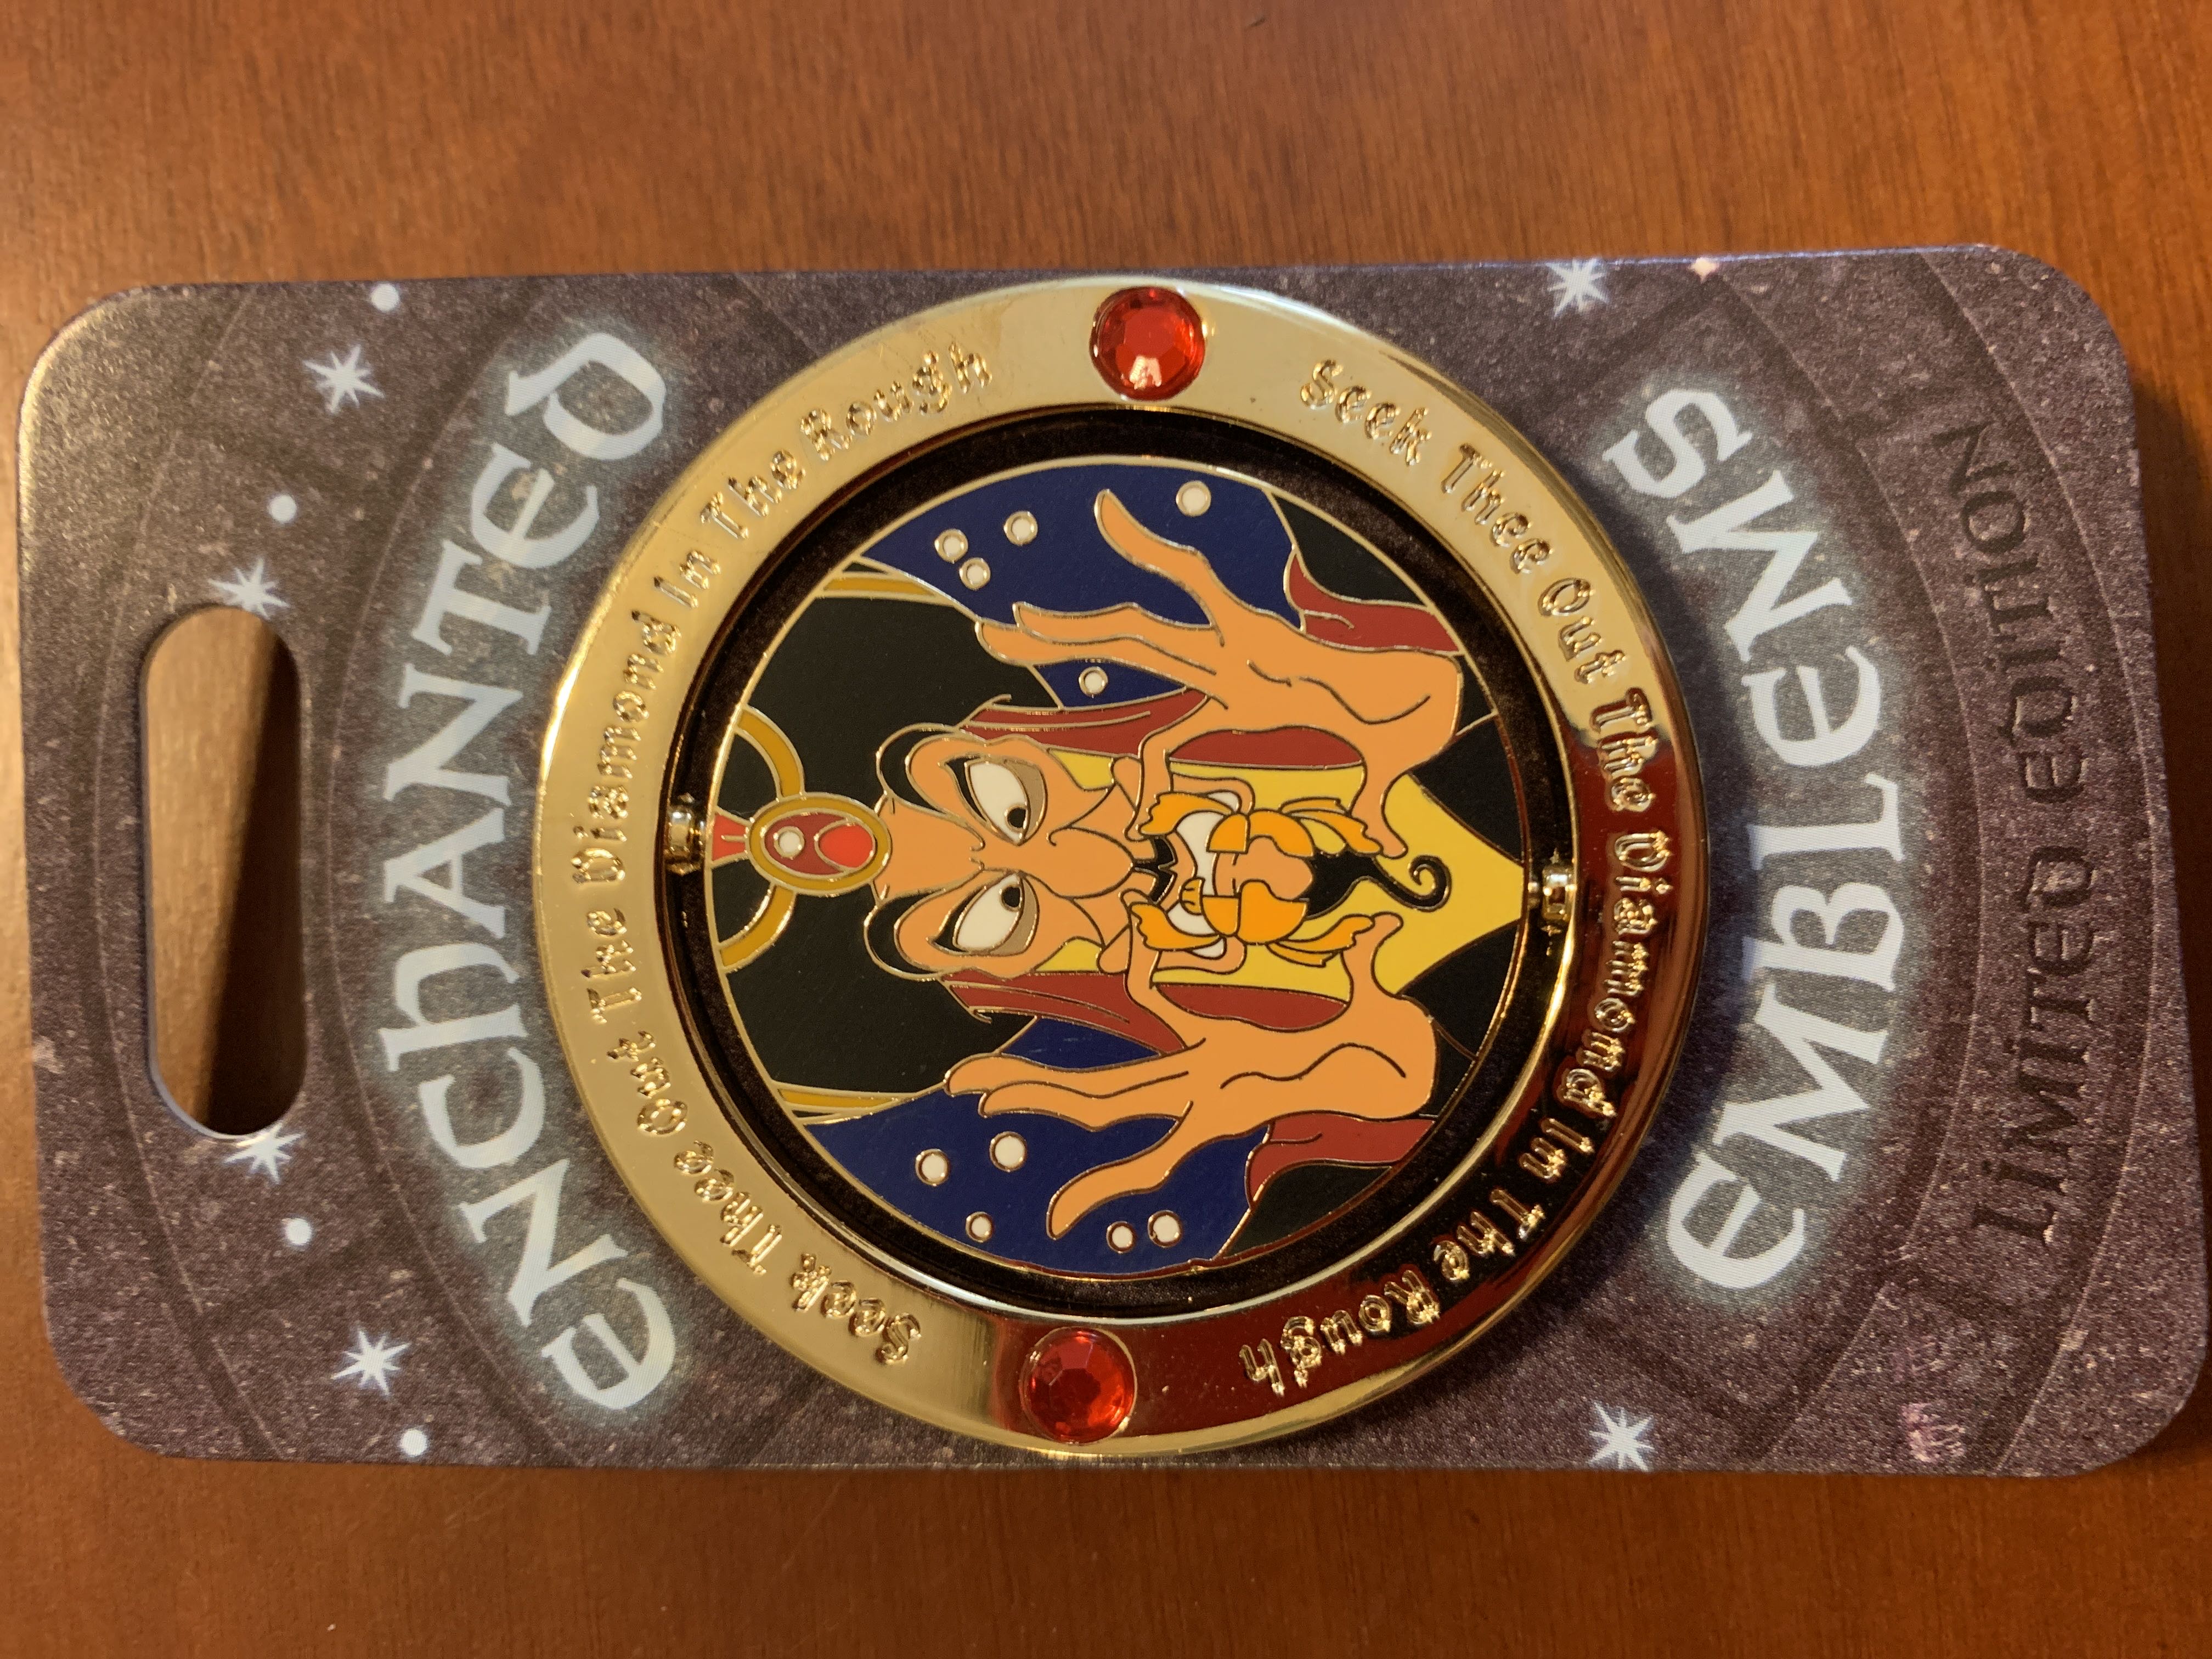 ENChANTED
Seek Thee Out The Diamond In The Rough
Seek Thee Out The Diamond In The Rough
EMBLEMS
LiMiTED EDiTiON